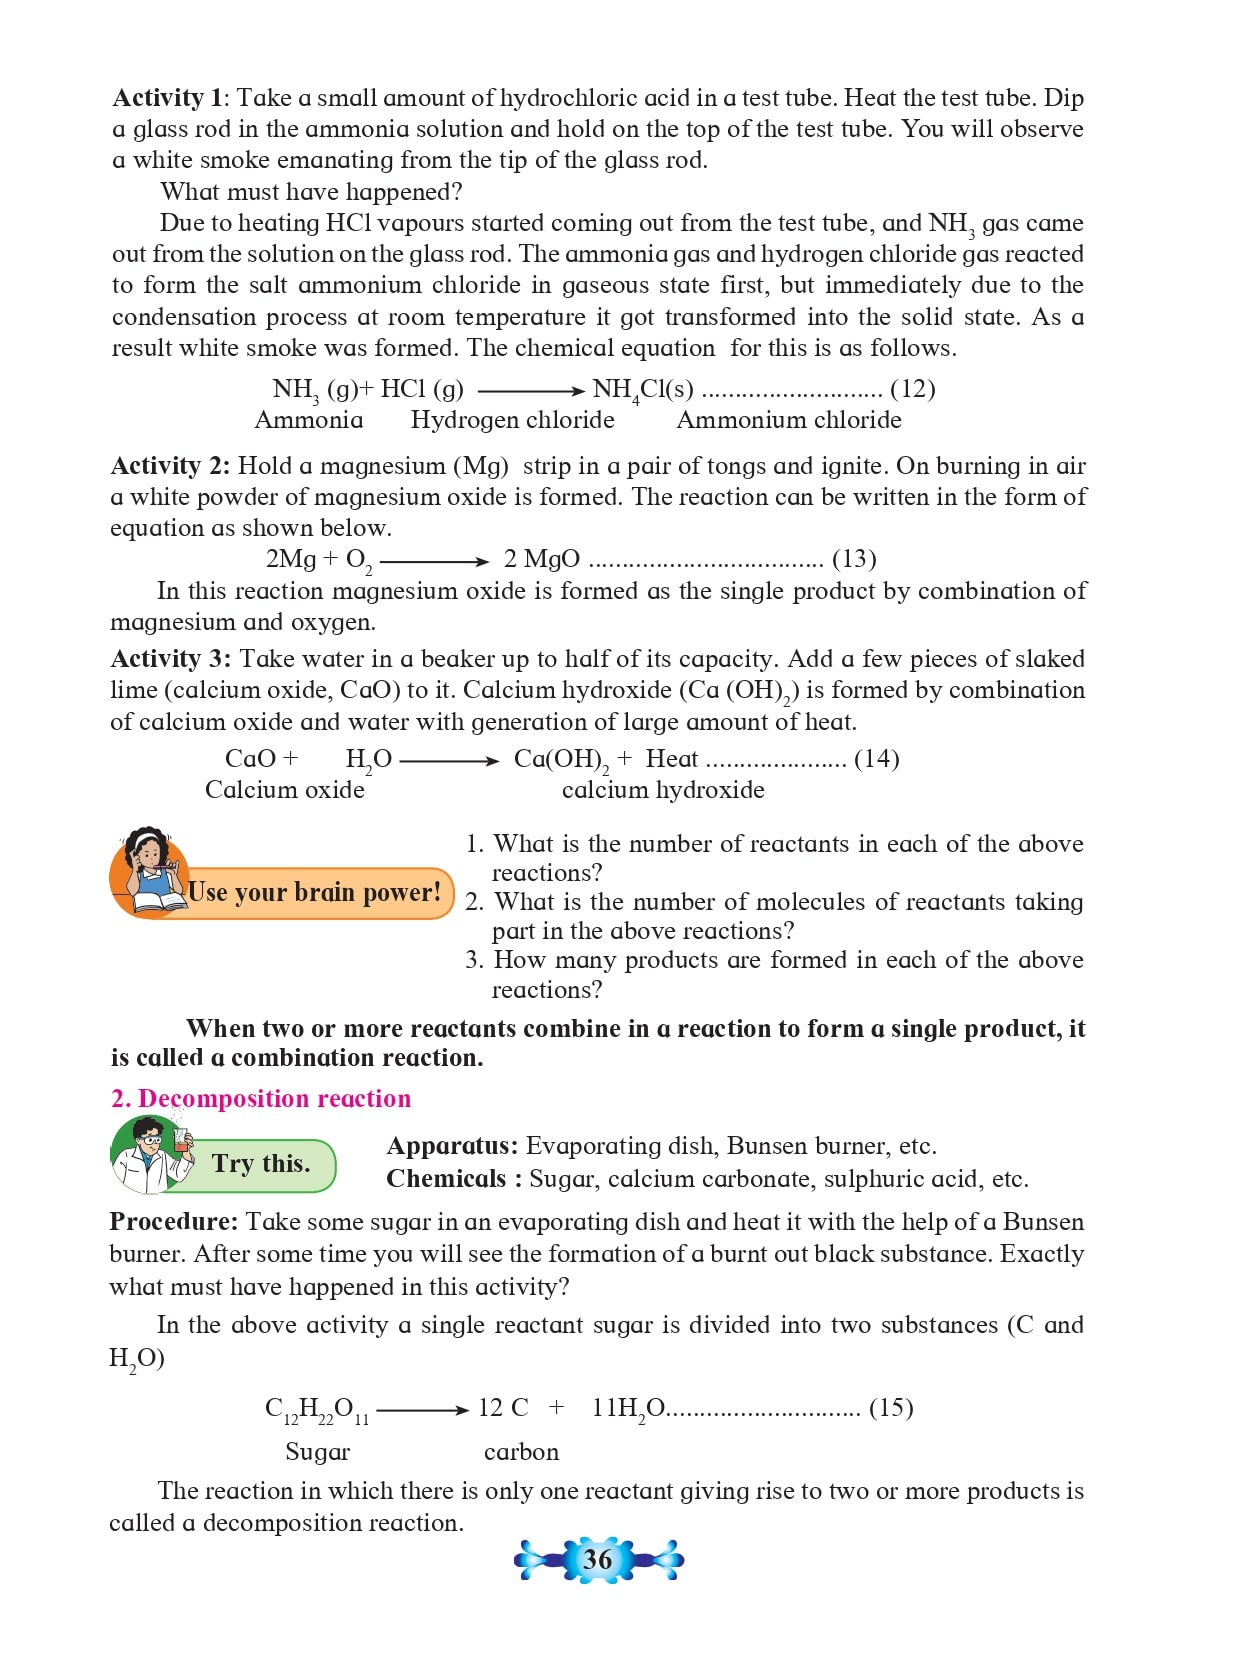 Activity 1: Take a small amount of hydrochloric acid in a test tube. Heat the test tube. Dip
a glass rod in the ammonia solution and hold on the top of the test tube. You will observe
a white smoke emanating from the tip of the glass rod.
What must have happened?
Due to heating HCl vapours started coming out from the test tube, and NH₃ gas came
out from the solution on the glass rod. The ammonia gas and hydrogen chloride gas reacted
to form the salt ammonium chloride in gaseous state first, but immediately due to the
condensation process at room temperature it got transformed into the solid state. As a
result white smoke was formed. The chemical equation for this is as follows.
NH₃ (g)+ HCl (g) ⟶ NH₄Cl(s) ........................... (12)
Ammonia Hydrogen chloride Ammonium chloride
Activity 2: Hold a magnesium (Mg) strip in a pair of tongs and ignite. On burning in air
a white powder of magnesium oxide is formed. The reaction can be written in the form of
equation as shown below.
2Mg + O₂ ⟶ 2 MgO ................................... (13)
In this reaction magnesium oxide is formed as the single product by combination of
magnesium and oxygen.
Activity 3: Take water in a beaker up to half of its capacity. Add a few pieces of slaked
lime (calcium oxide, CaO) to it. Calcium hydroxide (Ca (OH)₂) is formed by combination
of calcium oxide and water with generation of large amount of heat.
CaO + H₂O ⟶ Ca(OH)₂ + Heat ..................... (14)
Calcium oxide calcium hydroxide
Use your brain power!
1. What is the number of reactants in each of the above
reactions?
2. What is the number of molecules of reactants taking
part in the above reactions?
3. How many products are formed in each of the above
reactions?
When two or more reactants combine in a reaction to form a single product, it
is called a combination reaction.
2. Decomposition reaction
Try this.
Apparatus: Evaporating dish, Bunsen burner, etc.
Chemicals : Sugar, calcium carbonate, sulphuric acid, etc.
Procedure: Take some sugar in an evaporating dish and heat it with the help of a Bunsen
burner. After some time you will see the formation of a burnt out black substance. Exactly
what must have happened in this activity?
In the above activity a single reactant sugar is divided into two substances (C and
H₂O)
C₁₂H₂₂O₁₁ ⟶ 12 C + 11H₂O............................. (15)
Sugar carbon
The reaction in which there is only one reactant giving rise to two or more products is
called a decomposition reaction.
36